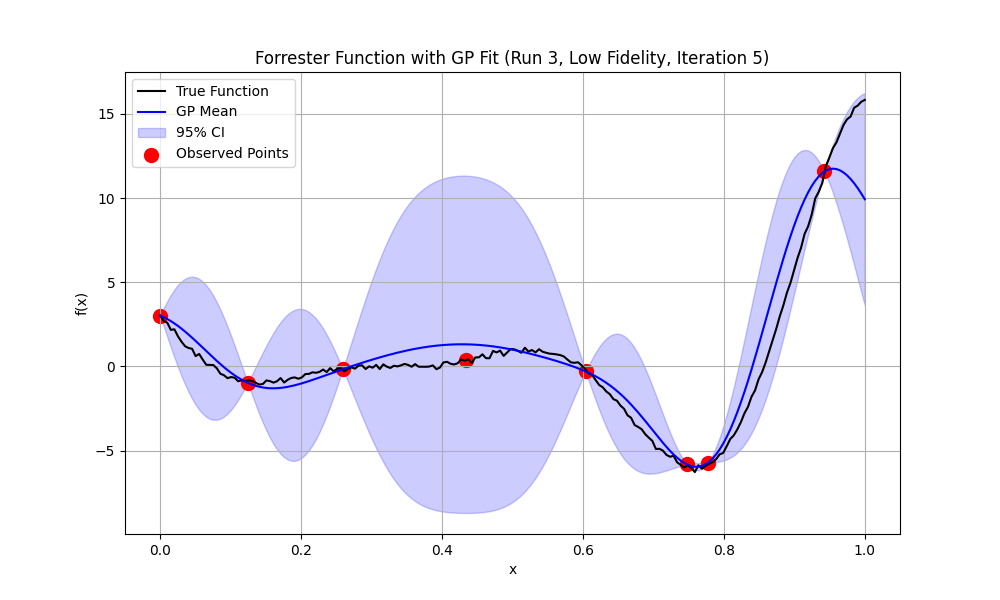 Forrester Function with GP Fit (Run 3, Low Fidelity, Iteration 5)
True Function
GP Mean
95% CI
Observed Points
15
10
5
0
−5
f(x)
0.0 0.2 0.4 0.6 0.8 1.0
x